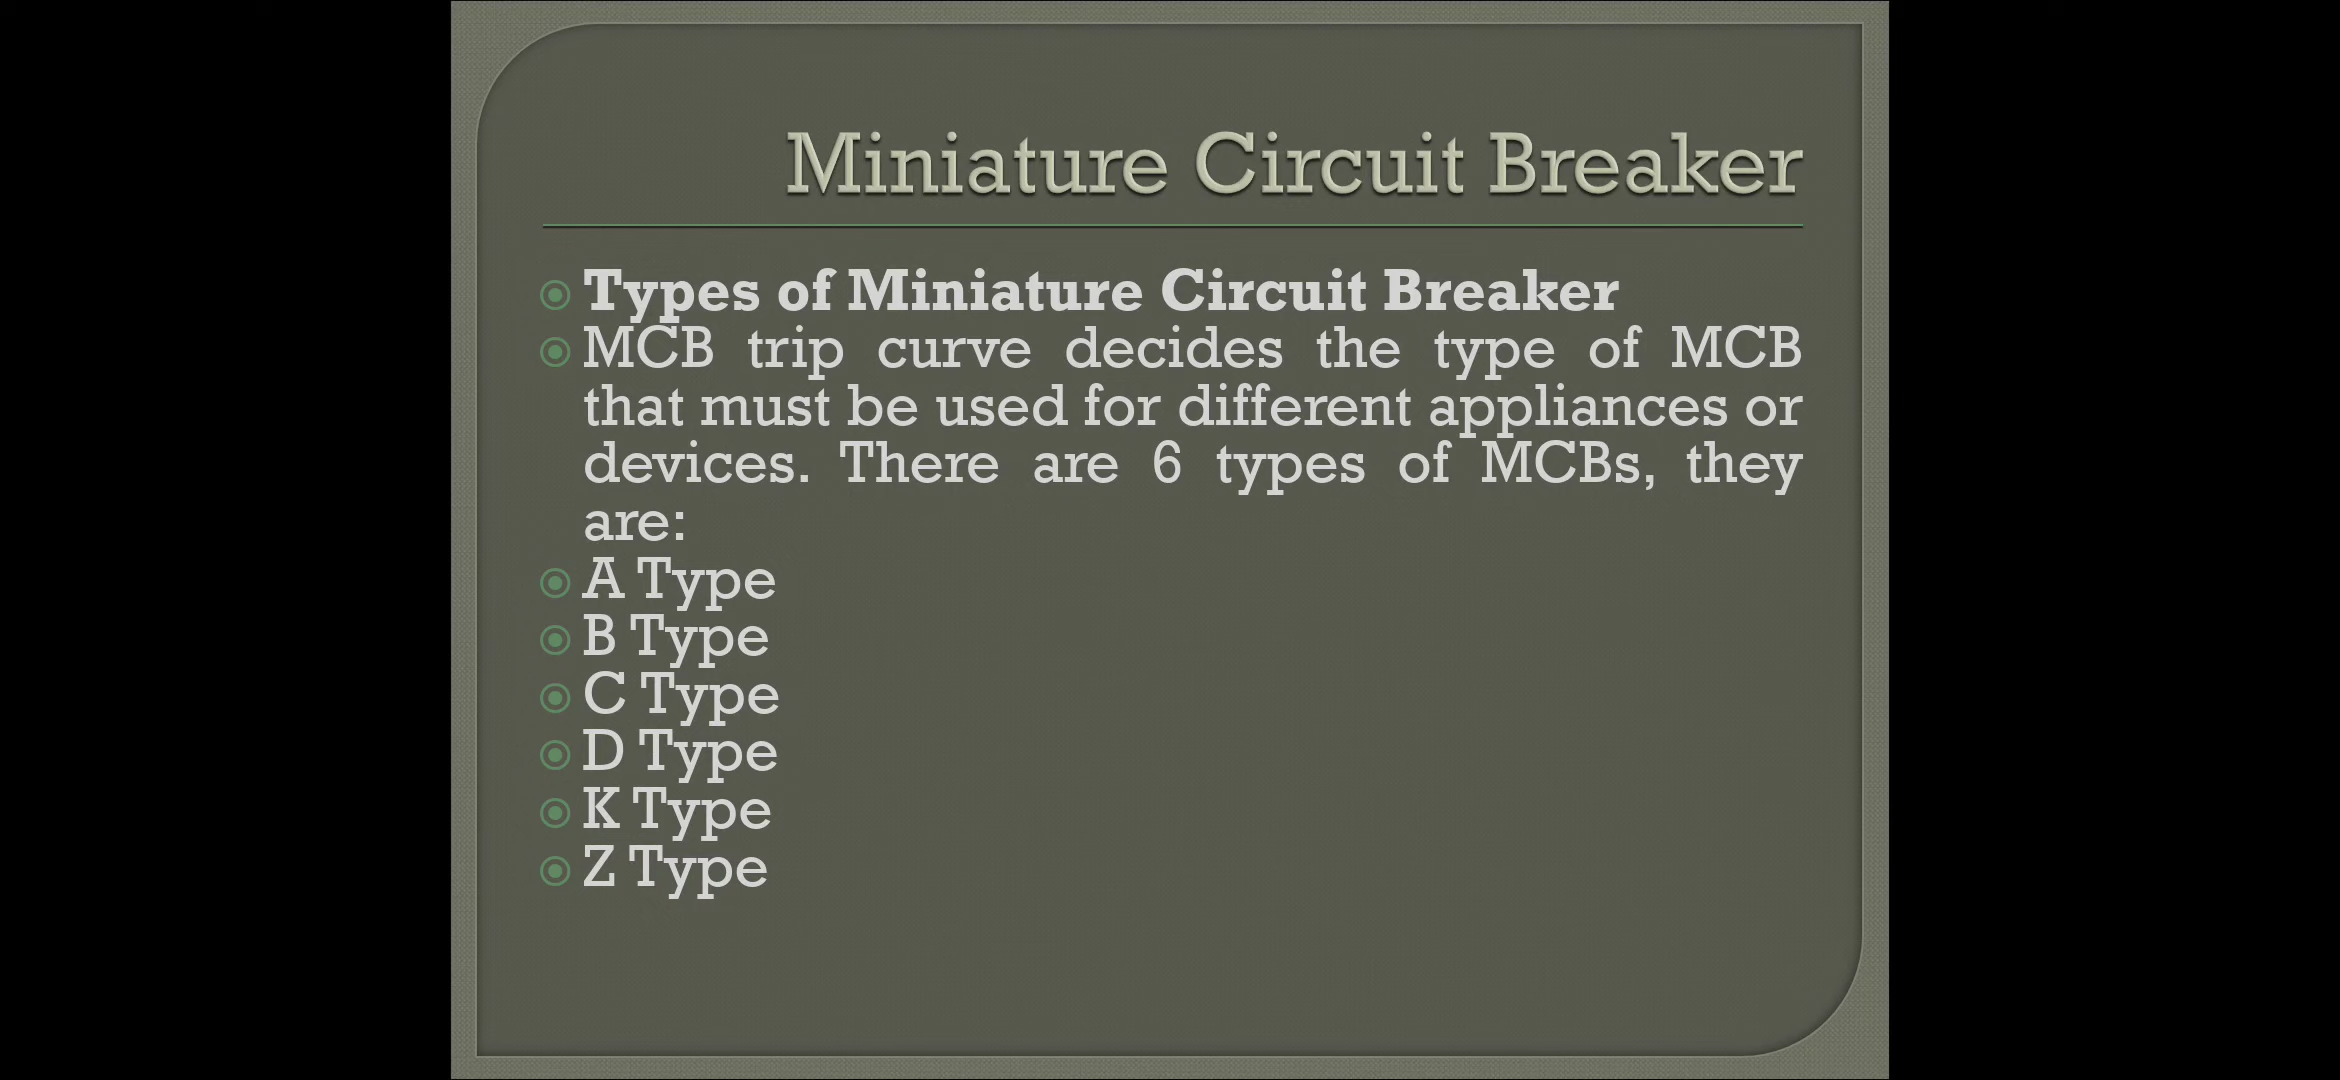 Miniature Circuit Breaker
Types of Miniature Circuit Breaker
MCB trip curve decides the type of MCB
that must be used for different appliances or
devices. There are 6 types of MCBs, they
are:
A Type
B Type
C Type
D Type
K Type
Z Type